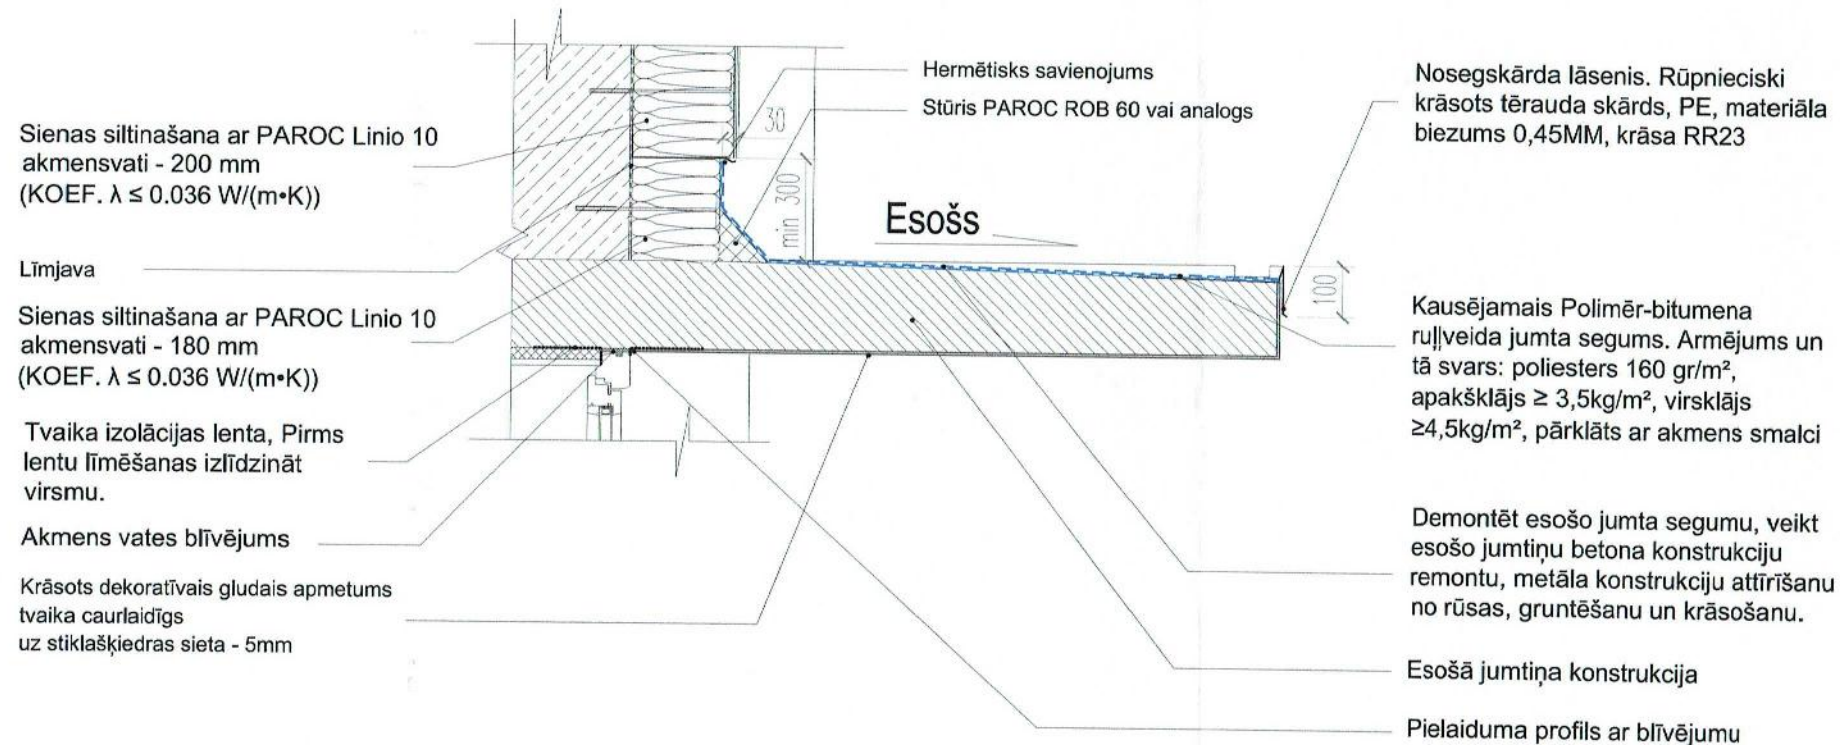 Sienas siltinašana ar PAROC Linio 10
akmensvati - 200 mm
(KOEF. λ ≤ 0.036 W/(m•K))
Līmjava
Sienas siltinašana ar PAROC Linio 10
akmensvati - 180 mm
(KOEF. λ ≤ 0.036 W/(m•K))
Tvaika izolācijas lenta, Pirms
lentu līmēšanas izlīdzināt
virsmu.
Akmens vates blīvējums
Krāsots dekoratīvais gludais apmetums
tvaika caurlaidīgs
uz stiklašķiedras sieta - 5mm
Hermētisks savienojums
Stūris PAROC ROB 60 vai analogs
30
min 300
Esošs
100
Nosegskārda lāsenis. Rūpnieciski
krāsots tērauda skārds, PE, materiāla
biezums 0,45MM, krāsa RR23
Kausējamais Polimēr-bitumena
ruļļveida jumta segums. Armējums un
tā svars: poliesters 160 gr/m²,
apakšklājs ≥ 3,5kg/m², virsklājs
≥4,5kg/m², pārklāts ar akmens smalci
Demontēt esošo jumta segumu, veikt
esošo jumtiņu betona konstrukciju
remontu, metāla konstrukciju attīrīšanu
no rūsas, gruntēšanu un krāsošanu.
Esošā jumtiņa konstrukcija
Pielaiduma profils ar blīvējumu